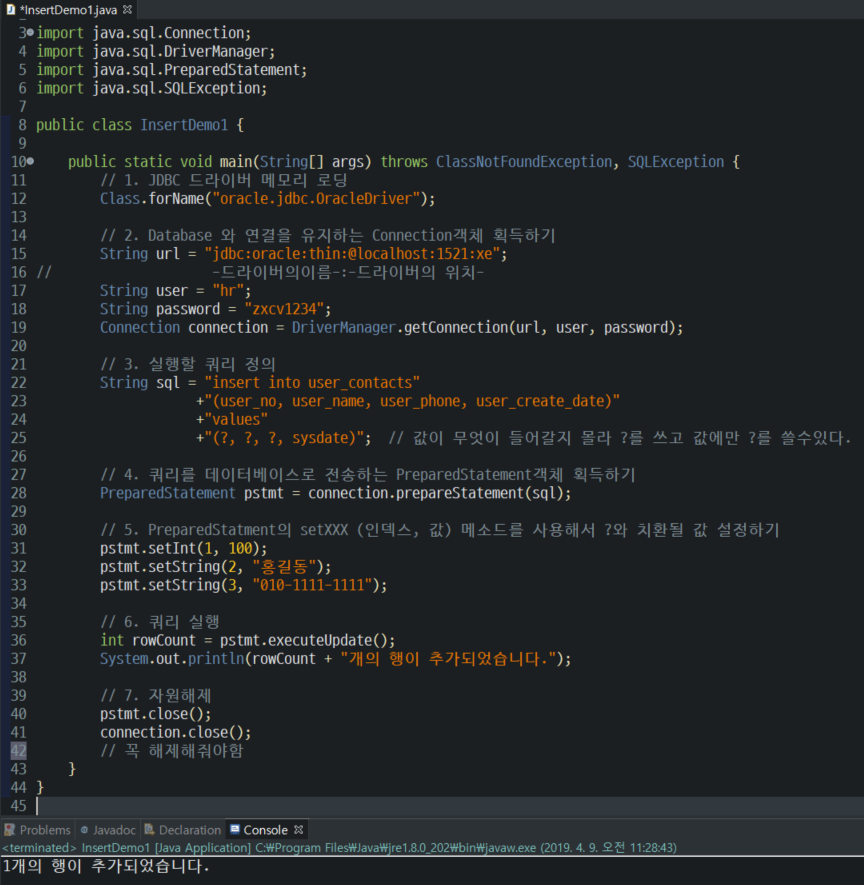 *InsertDemo1.java
3 import java.sql.Connection;
4 import java.sql.DriverManager;
5 import java.sql.PreparedStatement;
6 import java.sql.SQLException;
7
8 public class InsertDemo1 {
9
10 public static void main(String[] args) throws ClassNotFoundException, SQLException {
11 // 1. JDBC 드라이버 메모리 로딩
12 Class.forName("oracle.jdbc.OracleDriver");
13
14 // 2. Database 와 연결을 유지하는 Connection객체 획득하기
15 String url = "jdbc:oracle:thin:@localhost:1521:xe";
16 // -드라이버의이름-:-드라이버의 위치-
17 String user = "hr";
18 String password = "zxcv1234";
19 Connection connection = DriverManager.getConnection(url, user, password);
20
21 // 3. 실행할 쿼리 정의
22 String sql = "insert into user_contacts"
23 +"(user_no, user_name, user_phone, user_create_date)"
24 +"values"
25 +"(?, ?, ?, sysdate)"; // 값이 무엇이 들어갈지 몰라 ?를 쓰고 값에만 ?를 쓸수있다.
26
27 // 4. 쿼리를 데이터베이스로 전송하는 PreparedStatement객체 획득하기
28 PreparedStatement pstmt = connection.prepareStatement(sql);
29
30 // 5. PreparedStatment의 setXXX (인덱스, 값) 메소드를 사용해서 ?와 치환될 값 설정하기
31 pstmt.setInt(1, 100);
32 pstmt.setString(2, "홍길동");
33 pstmt.setString(3, "010-1111-1111");
34
35 // 6. 쿼리 실행
36 int rowCount = pstmt.executeUpdate();
37 System.out.println(rowCount + "개의 행이 추가되었습니다.");
38
39 // 7. 자원해제
40 pstmt.close();
41 connection.close();
42 // 꼭 해제해줘야함
43 }
44 }
45
Problems Javadoc Declaration Console
<terminated> InsertDemo1 [Java Application] C:₩Program Files₩Java₩jre1.8.0_202₩bin₩javaw.exe (2019. 4. 9. 오전 11:28:43)
1개의 행이 추가되었습니다.